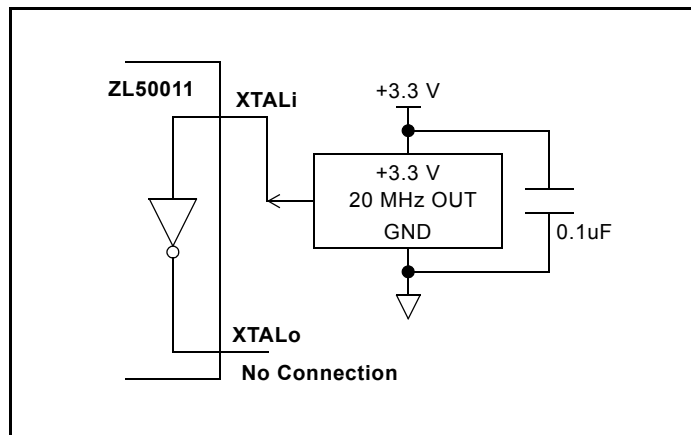 ZL50011
XTALi
+3.3 V
+3.3 V
20 MHz OUT
GND
0.1uF
XTALo
No Connection